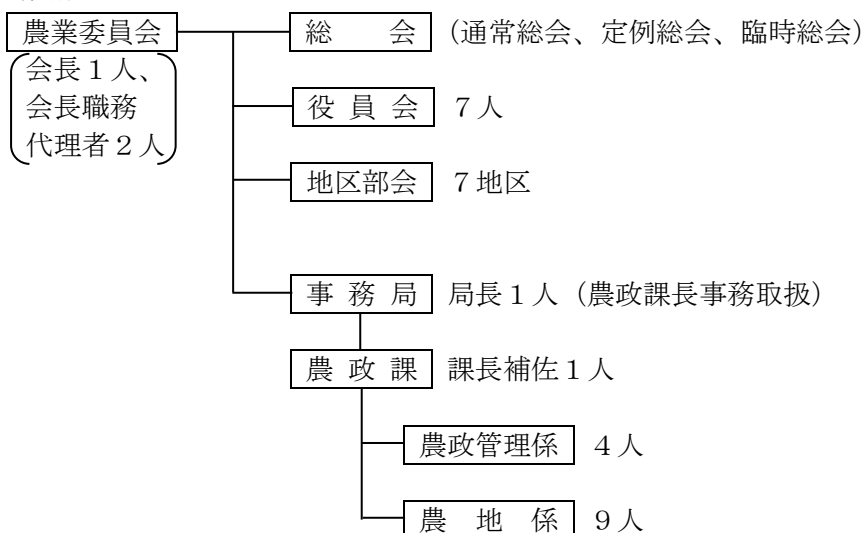 農業委員会 総　　会 （通常総会、定例総会、臨時総会）
会長１人、
会長職務
代理者２人
役 員 会 ７人
地区部会 ７地区
事 務 局 局長１人（農政課長事務取扱）
農 政 課 課長補佐１人
農政管理係 ４人
農　地　係 ９人